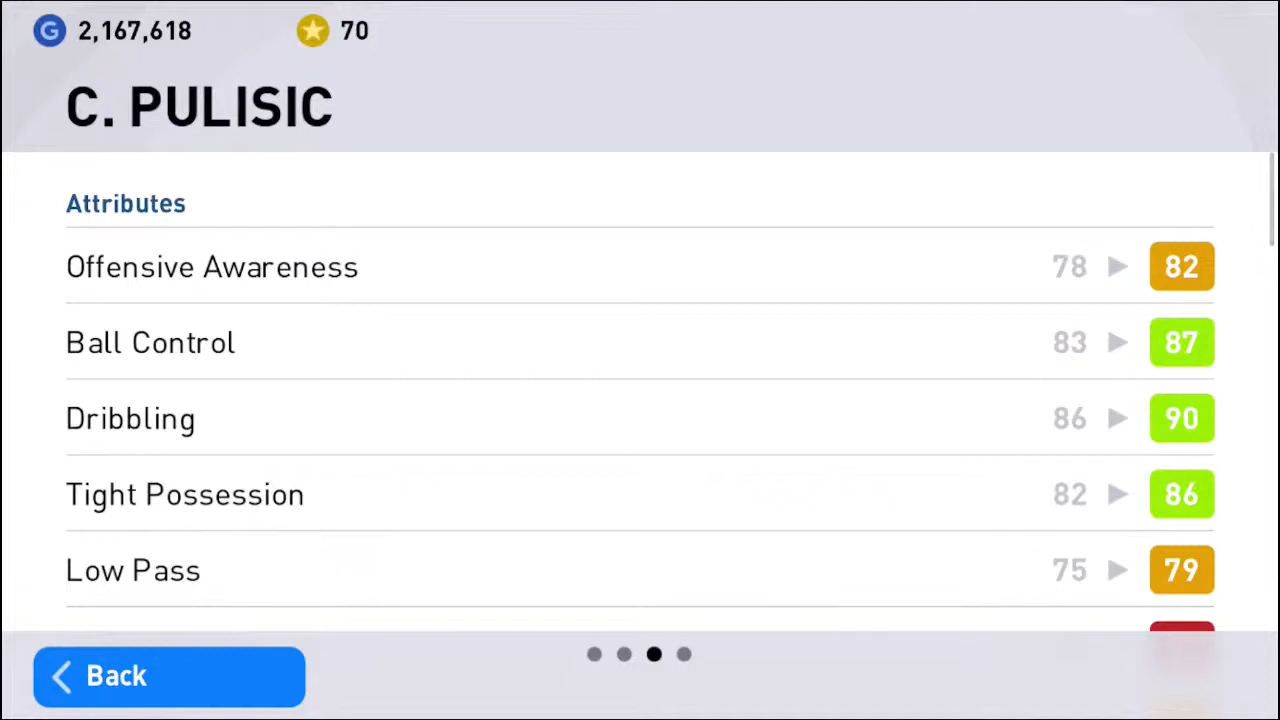 G 2,167,618 70
C. PULISIC
Attributes
Offensive Awareness 78 82
Ball Control 83 87
Dribbling 86 90
Tight Possession 82 86
Low Pass 75 79
Back